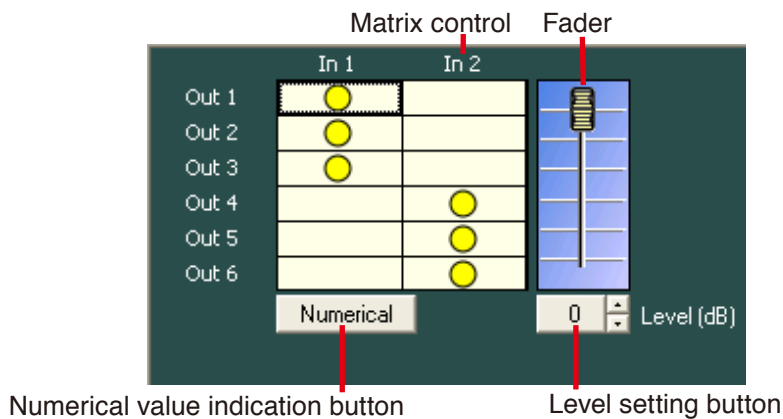 Matrix control Fader
In 1 In 2
Out 1
Out 2
Out 3
Out 4
Out 5
Out 6
Numerical 0 Level (dB)
Numerical value indication button Level setting button